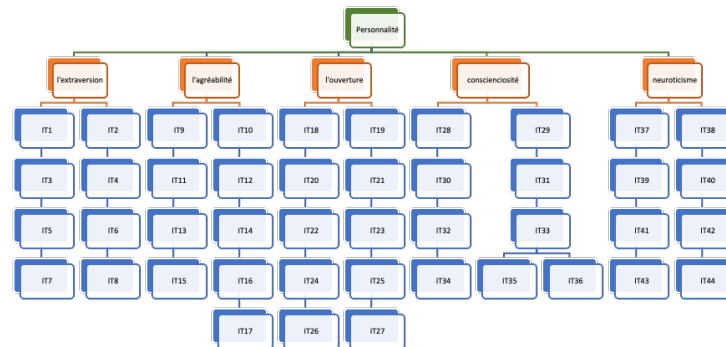 Personnalité
l'extraversion
l'agréabilité
l'ouverture
conscienciosité
neuroticisme
IT1
IT2
IT9
IT10
IT18
IT19
IT28
IT29
IT37
IT38
IT3
IT4
IT11
IT12
IT20
IT21
IT30
IT31
IT39
IT40
IT5
IT6
IT13
IT14
IT22
IT23
IT32
IT33
IT41
IT42
IT7
IT8
IT15
IT16
IT24
IT25
IT34
IT35
IT36
IT43
IT44
IT17
IT26
IT27